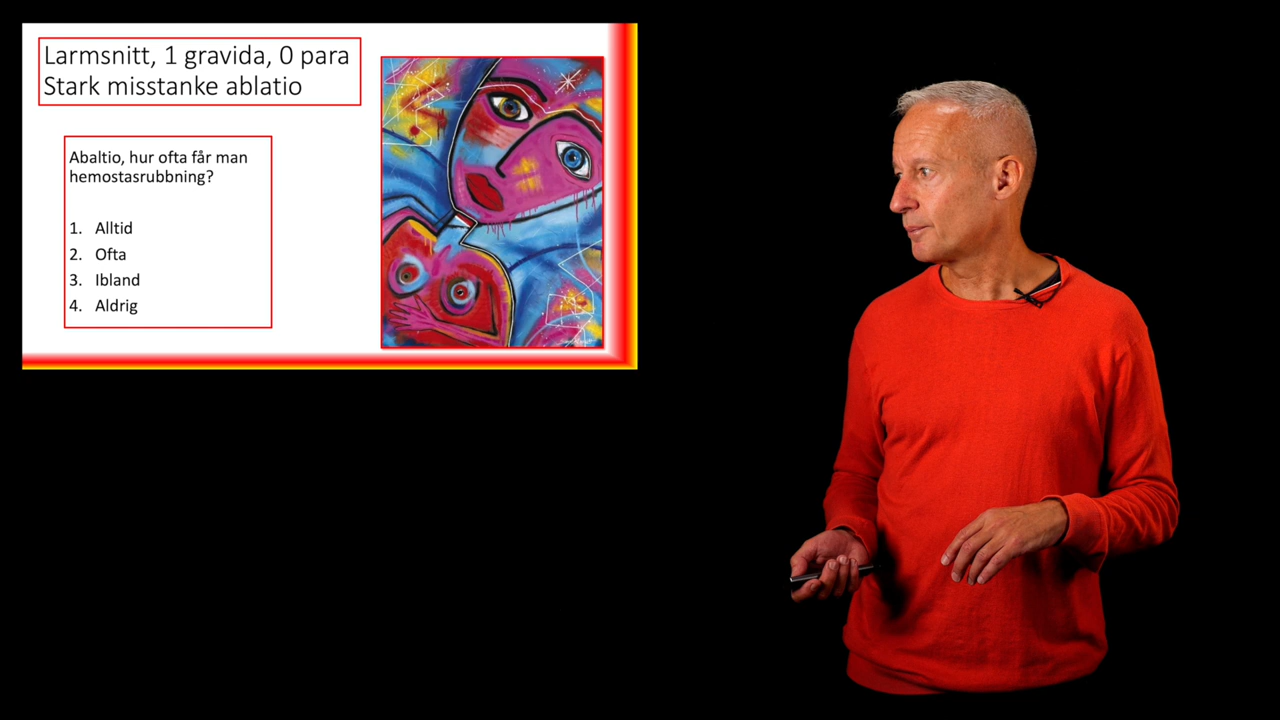 Larmsnitt, 1 gravida, 0 para
Stark misstanke ablatio
Abaltio, hur ofta får man
hemostasrubbning?
1. Alltid
2. Ofta
3. Ibland
4. Aldrig